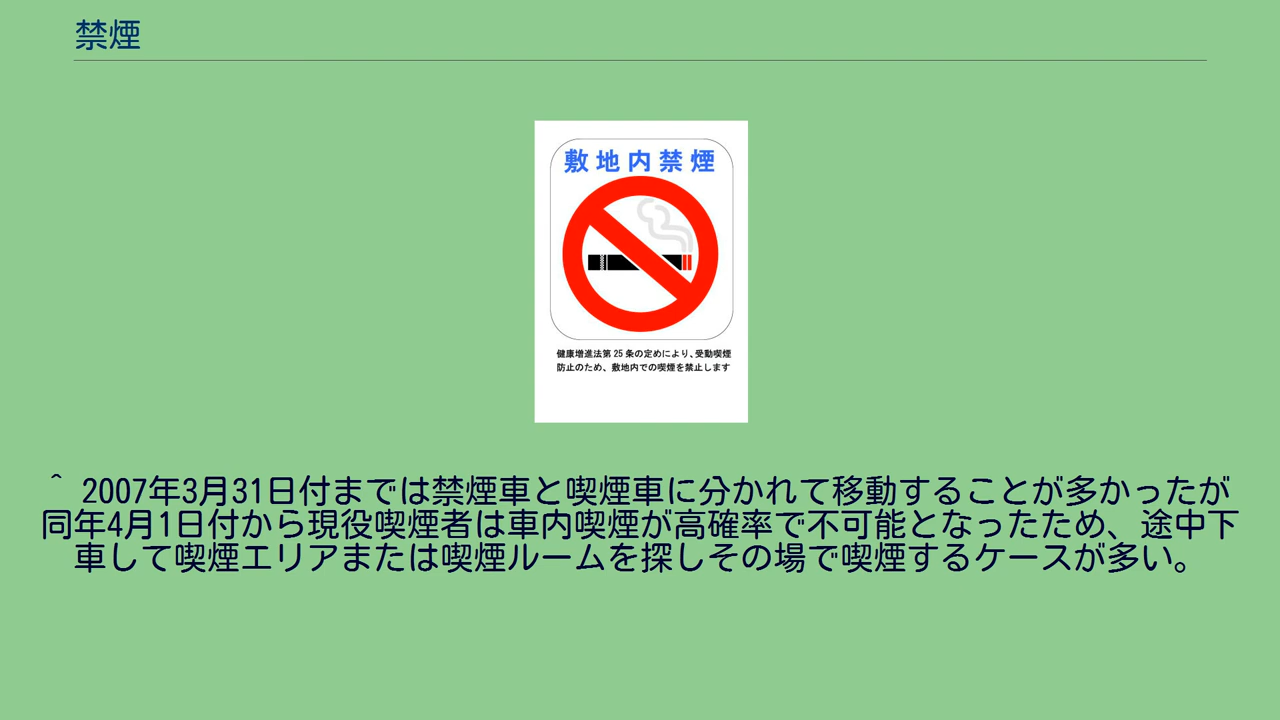 禁煙
敷地内禁煙
健康増進法第25条の定めにより、受動喫煙
防止のため、敷地内での喫煙を禁止します
^ 2007年3月31日付までは禁煙車と喫煙車に分かれて移動することが多かったが
同年4月1日付から現役喫煙者は車内喫煙が高確率で不可能となったため、途中下
車して喫煙エリアまたは喫煙ルームを探しその場で喫煙するケースが多い。